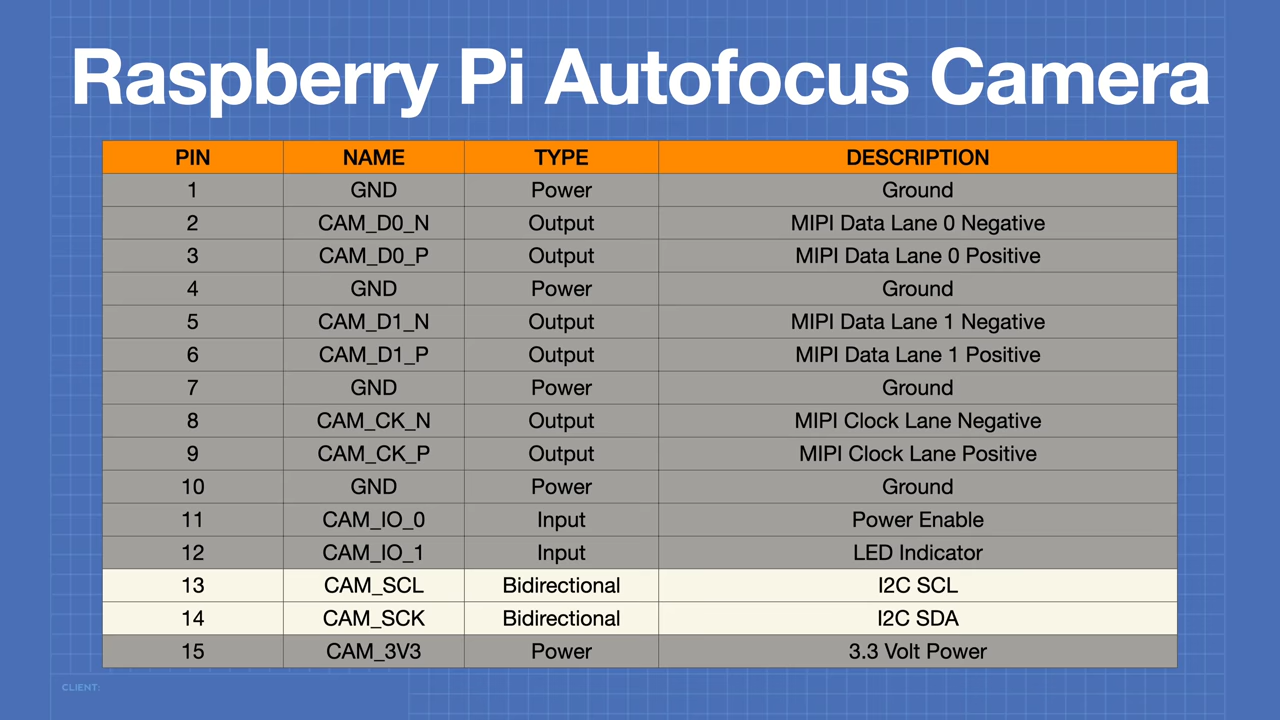 Raspberry Pi Autofocus Camera
PIN NAME TYPE DESCRIPTION
1 GND Power Ground
2 CAM_D0_N Output MIPI Data Lane 0 Negative
3 CAM_D0_P Output MIPI Data Lane 0 Positive
4 GND Power Ground
5 CAM_D1_N Output MIPI Data Lane 1 Negative
6 CAM_D1_P Output MIPI Data Lane 1 Positive
7 GND Power Ground
8 CAM_CK_N Output MIPI Clock Lane Negative
9 CAM_CK_P Output MIPI Clock Lane Positive
10 GND Power Ground
11 CAM_IO_0 Input Power Enable
12 CAM_IO_1 Input LED Indicator
13 CAM_SCL Bidirectional I2C SCL
14 CAM_SCK Bidirectional I2C SDA
15 CAM_3V3 Power 3.3 Volt Power
CLIENT: